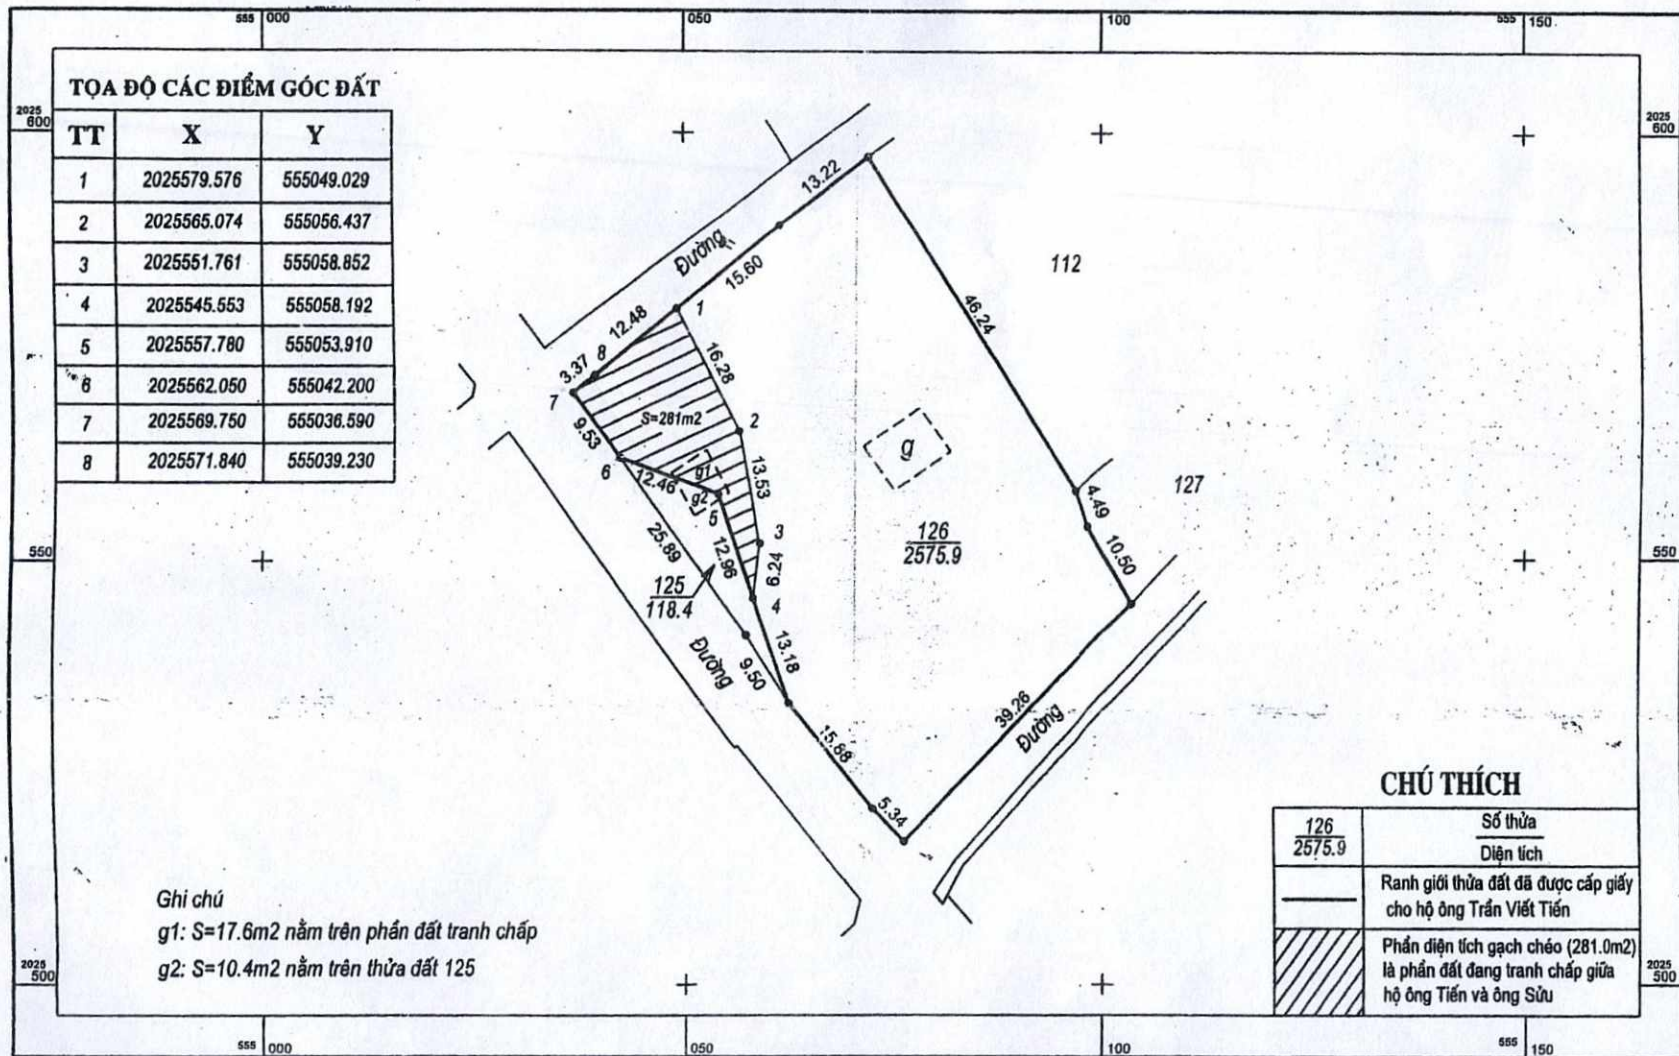 555 000
050
100
555 150
2025 600
2025 600
TỌA ĐỘ CÁC ĐIỂM GÓC ĐẤT
TT X Y
1 2025579.576 555049.029
2 2025565.074 555056.437
3 2025551.761 555058.852
4 2025545.553 555058.192
5 2025557.780 555053.910
6 2025562.050 555042.200
7 2025569.750 555036.590
8 2025571.840 555039.230
13.22
Đường
15.60
112
12.48
1
46.24
8
3.37
16.28
7
S=281m2
2
9.53
g
6
g1
12.46
g2
13.53
4.49
127
5
126
2575.9
3
25.89
12.96
10.50
550
550
6.24
125
118.4
4
Đường
13.18
9.50
39.26
Đường
15.88
5.34
CHÚ THÍCH
126
2575.9
Số thửa
Diện tích
Ranh giới thửa đất đã được cấp giấy
cho hộ ông Trần Viết Tiến
Phần diện tích gạch chéo (281.0m2)
là phần đất đang tranh chấp giữa
hộ ông Tiến và ông Sửu
Ghi chú
g1: S=17.6m2 nằm trên phần đất tranh chấp
g2: S=10.4m2 nằm trên thửa đất 125
2025 500
2025 500
555 000
050
100
555 150